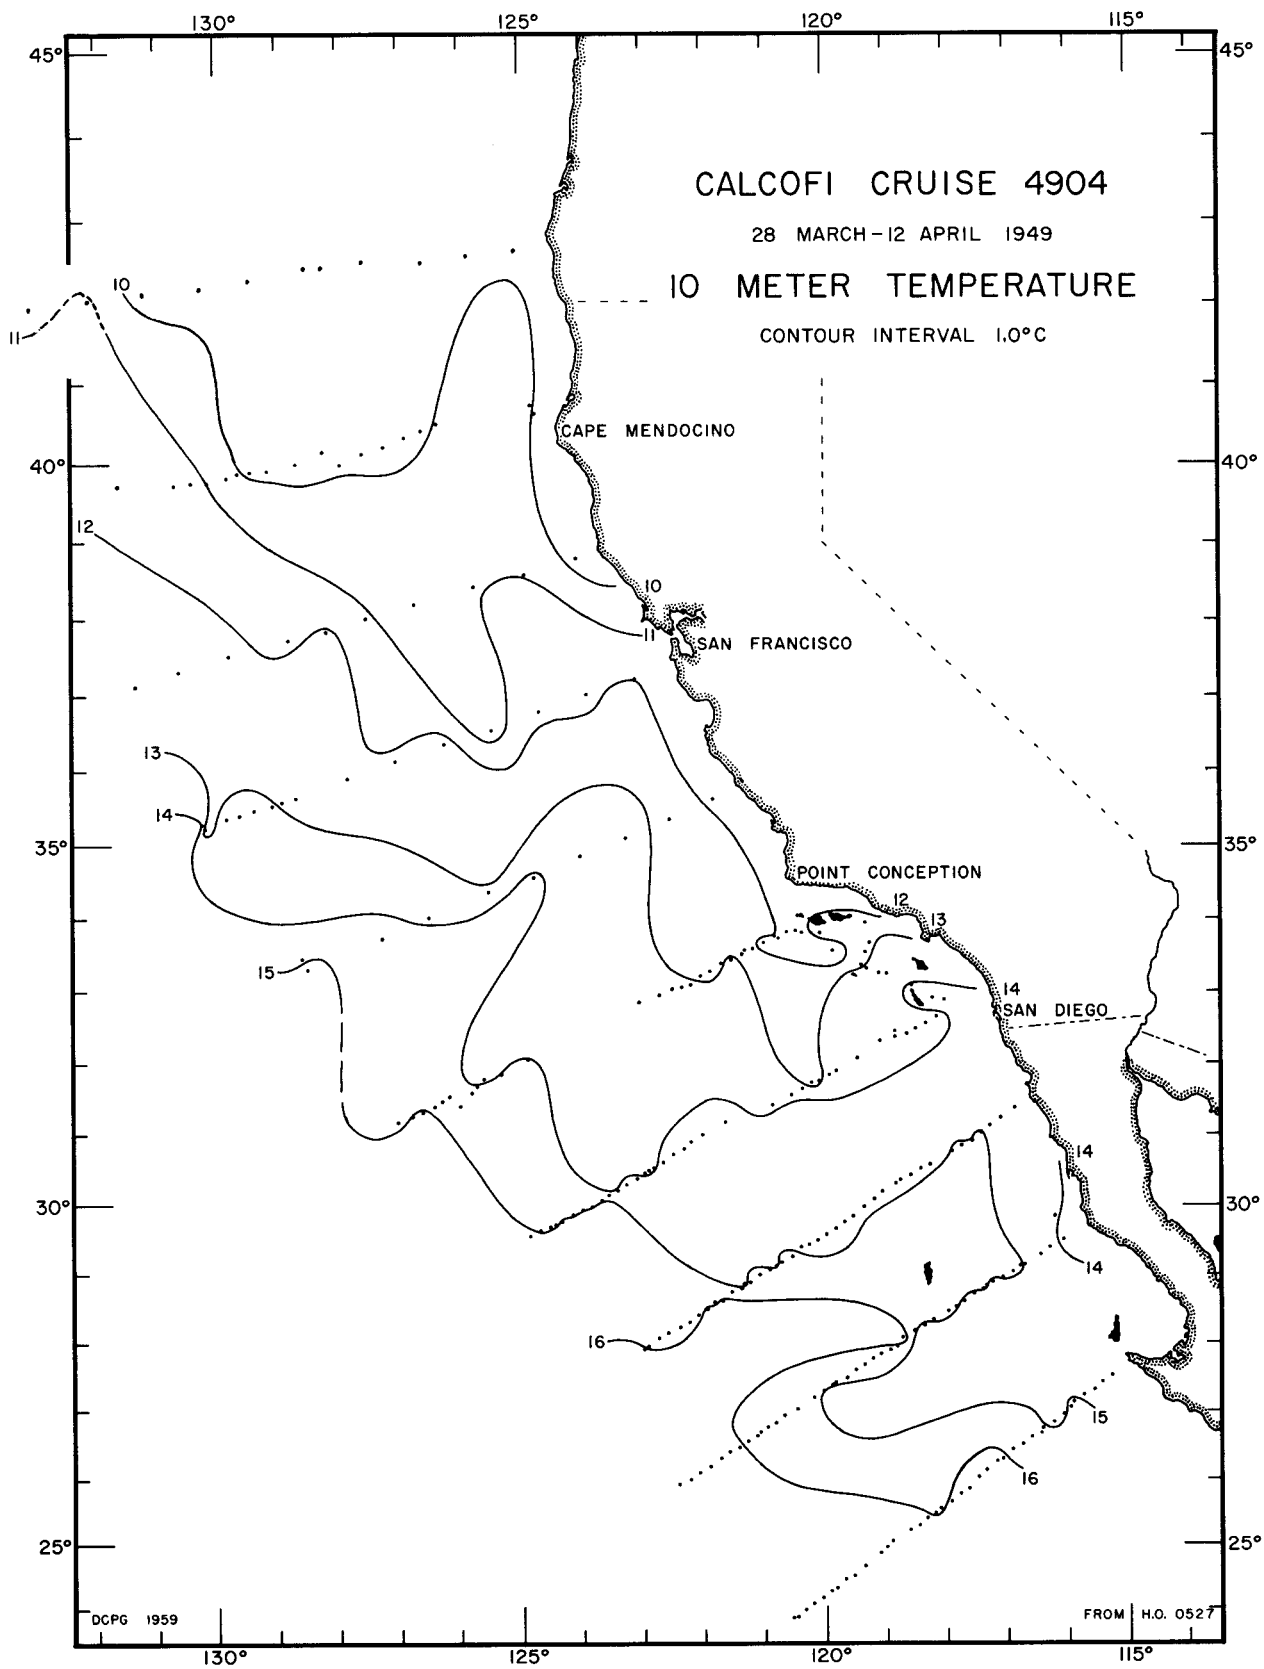 130° 125° 120° 115°
45° 45°
CALCOFI CRUISE 4904
28 MARCH-12 APRIL 1949
10 METER TEMPERATURE
CONTOUR INTERVAL 1.0°C
10
11
CAPE MENDOCINO
40° 40°
12
10
11
SAN FRANCISCO
13
14
35° 35°
POINT CONCEPTION
12
13
15
14
SAN DIEGO
14
30° 30°
14
16
15
16
25° 25°
DCPG 1959
FROM H.O. 0527
130° 125° 120° 115°